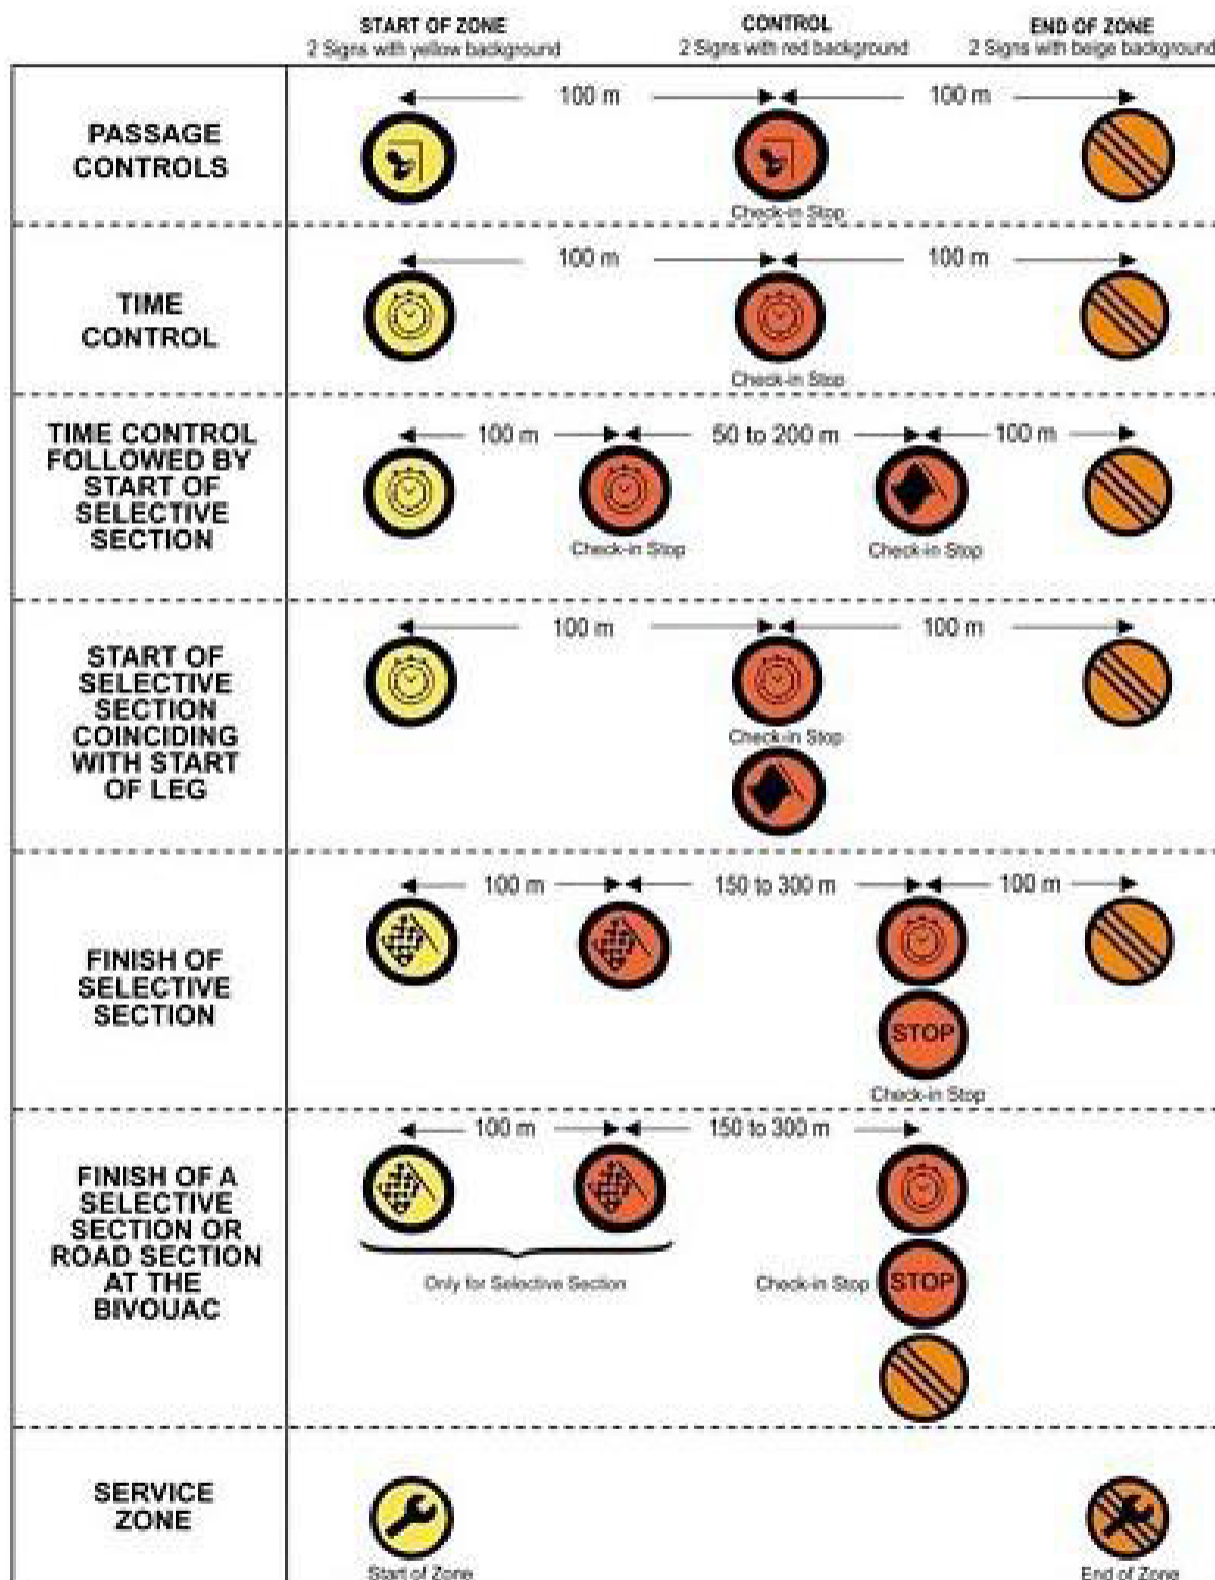 START OF ZONE
2 Signs with yellow background
CONTROL
2 Signs with red background
END OF ZONE
2 Signs with beige background
PASSAGE
CONTROLS
100 m
100 m
Check-in Stop
TIME
CONTROL
100 m
100 m
Check-in Stop
TIME CONTROL
FOLLOWED BY
START OF
SELECTIVE
SECTION
100 m
50 to 200 m
100 m
Check-in Stop
Check-in Stop
START OF
SELECTIVE
SECTION
COINCIDING
WITH START
OF LEG
100 m
100 m
Check-in Stop
FINISH OF
SELECTIVE
SECTION
100 m
150 to 300 m
100 m
STOP
Check-in Stop
FINISH OF A
SELECTIVE
SECTION OR
ROAD SECTION
AT THE
BIVOUAC
100 m
150 to 300 m
Only for Selective Section
Check-in Stop
STOP
SERVICE
ZONE
Start of Zone
End of Zone